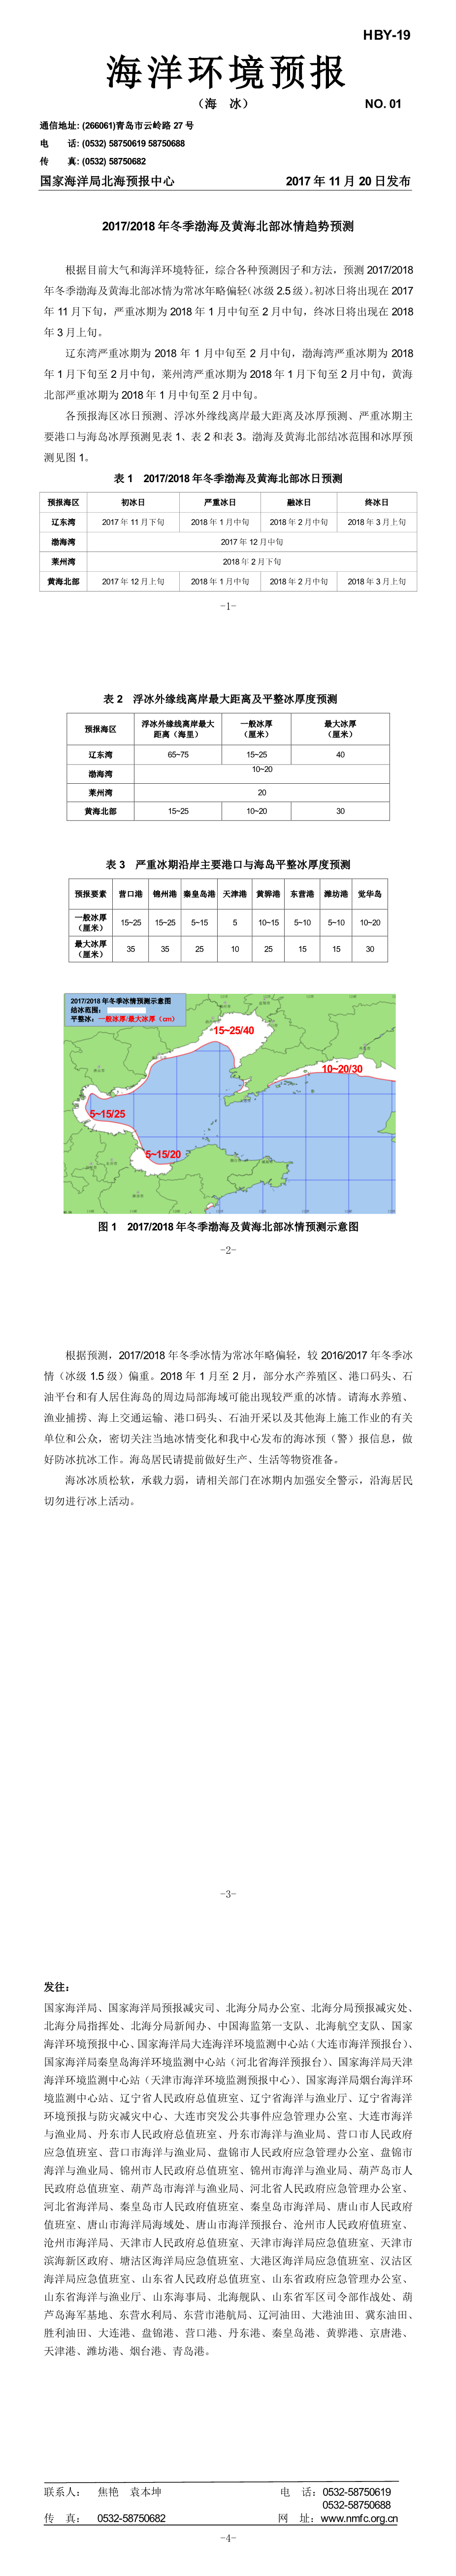 HBY-19
海洋环境预报
（海　冰）　NO. 01
通信地址: (266061)青岛市云岭路 27 号
电　　话: (0532) 58750619 58750688
传　　真: (0532) 58750682
国家海洋局北海预报中心　2017 年 11 月 20 日发布
2017/2018 年冬季渤海及黄海北部冰情趋势预测
根据目前大气和海洋环境特征，综合各种预测因子和方法，预测 2017/2018
年冬季渤海及黄海北部冰情为常冰年略偏轻（冰级 2.5 级）。初冰日将出现在 2017
年 11 月下旬，严重冰期为 2018 年 1 月中旬至 2 月中旬，终冰日将出现在 2018
年 3 月上旬。
辽东湾严重冰期为 2018 年 1 月中旬至 2 月中旬，渤海湾严重冰期为 2018
年 1 月下旬至 2 月中旬，莱州湾严重冰期为 2018 年 1 月下旬至 2 月中旬，黄海
北部严重冰期为 2018 年 1 月中旬至 2 月中旬。
各预报海区冰日预测、浮冰外缘线离岸最大距离及冰厚预测、严重冰期主
要港口与海岛冰厚预测见表 1、表 2 和表 3。渤海及黄海北部结冰范围和冰厚预
测见图 1。
表 1　2017/2018 年冬季渤海及黄海北部冰日预测
预报海区　初冰日　严重冰日　融冰日　终冰日
辽东湾　2017 年 11 月下旬　2018 年 1 月中旬　2018 年 2 月中旬　2018 年 3 月上旬
渤海湾　2017 年 12 月中旬
莱州湾　2018 年 2 月下旬
黄海北部　2017 年 12 月上旬　2018 年 1 月中旬　2018 年 2 月中旬　2018 年 3 月上旬
-1-
表 2　浮冰外缘线离岸最大距离及平整冰厚度预测
预报海区　浮冰外缘线离岸最大距离（海里）　一般冰厚（厘米）　最大冰厚（厘米）
辽东湾　65~75　15~25　40
渤海湾　10~20
莱州湾　20
黄海北部　15~25　10~20　30
表 3　严重冰期沿岸主要港口与海岛平整冰厚度预测
预报要素　营口港　锦州港　秦皇岛港　天津港　黄骅港　东营港　潍坊港　觉华岛
一般冰厚（厘米）　15~25　15~25　5~15　5　10~15　5~10　5~10　10~20
最大冰厚（厘米）　35　35　25　10　25　15　15　30
2017/2018 年冬季冰情预测示意图
结冰范围：
平整冰：一般冰厚/最大冰厚（cm）
15~25/40
10~20/30
5~15/25
5~15/20
图 1　2017/2018 年冬季渤海及黄海北部冰情预测示意图
-2-
根据预测，2017/2018 年冬季冰情为常冰年略偏轻，较 2016/2017 年冬季冰
情（冰级 1.5 级）偏重。2018 年 1 月至 2 月，部分水产养殖区、港口码头、石
油平台和有人居住海岛的周边局部海域可能出现较严重的冰情。请海水养殖、
渔业捕捞、海上交通运输、港口码头、石油开采以及其他海上施工作业的有关
单位和公众，密切关注当地冰情变化和我中心发布的海冰预（警）报信息，做
好防冰抗冰工作。海岛居民请提前做好生产、生活等物资准备。
海冰冰质松软，承载力弱，请相关部门在冰期内加强安全警示，沿海居民
切勿进行冰上活动。
-3-
发往：
国家海洋局、国家海洋局预报减灾司、北海分局办公室、北海分局预报减灾处、
北海分局指挥处、北海分局新闻办、中国海监第一支队、北海航空支队、国家
海洋环境预报中心、国家海洋局大连海洋环境监测中心站（大连市海洋预报台）、
国家海洋局秦皇岛海洋环境监测中心站（河北省海洋预报台）、国家海洋局天津
海洋环境监测中心站（天津市海洋环境监测预报中心）、国家海洋局烟台海洋环
境监测中心站、辽宁省人民政府总值班室、辽宁省海洋与渔业厅、辽宁省海洋
环境预报与防灾减灾中心、大连市突发公共事件应急管理办公室、大连市海洋
与渔业局、丹东市人民政府总值班室、丹东市海洋与渔业局、营口市人民政府
应急值班室、营口市海洋与渔业局、盘锦市人民政府应急管理办公室、盘锦市
海洋与渔业局、锦州市人民政府总值班室、锦州市海洋与渔业局、葫芦岛市人
民政府总值班室、葫芦岛市海洋与渔业局、河北省人民政府应急管理办公室、
河北省海洋局、秦皇岛市人民政府值班室、秦皇岛市海洋局、唐山市人民政府
值班室、唐山市海洋局海域处、唐山市海洋预报台、沧州市人民政府值班室、
沧州市海洋局、天津市人民政府总值班室、天津市海洋局应急值班室、天津市
滨海新区政府、塘沽区海洋局应急值班室、大港区海洋局应急值班室、汉沽区
海洋局应急值班室、山东省人民政府总值班室、山东省政府应急管理办公室、
山东省海洋与渔业厅、山东海事局、北海舰队、山东省军区司令部作战处、葫
芦岛海军基地、东营水利局、东营市港航局、辽河油田、大港油田、冀东油田、
胜利油田、大连港、盘锦港、营口港、丹东港、秦皇岛港、黄骅港、京唐港、
天津港、潍坊港、烟台港、青岛港。
联系人：　焦艳　袁本坤　电　话：0532-58750619
0532-58750688
传　真：　0532-58750682　网　址：www.nmfc.org.cn
-4-